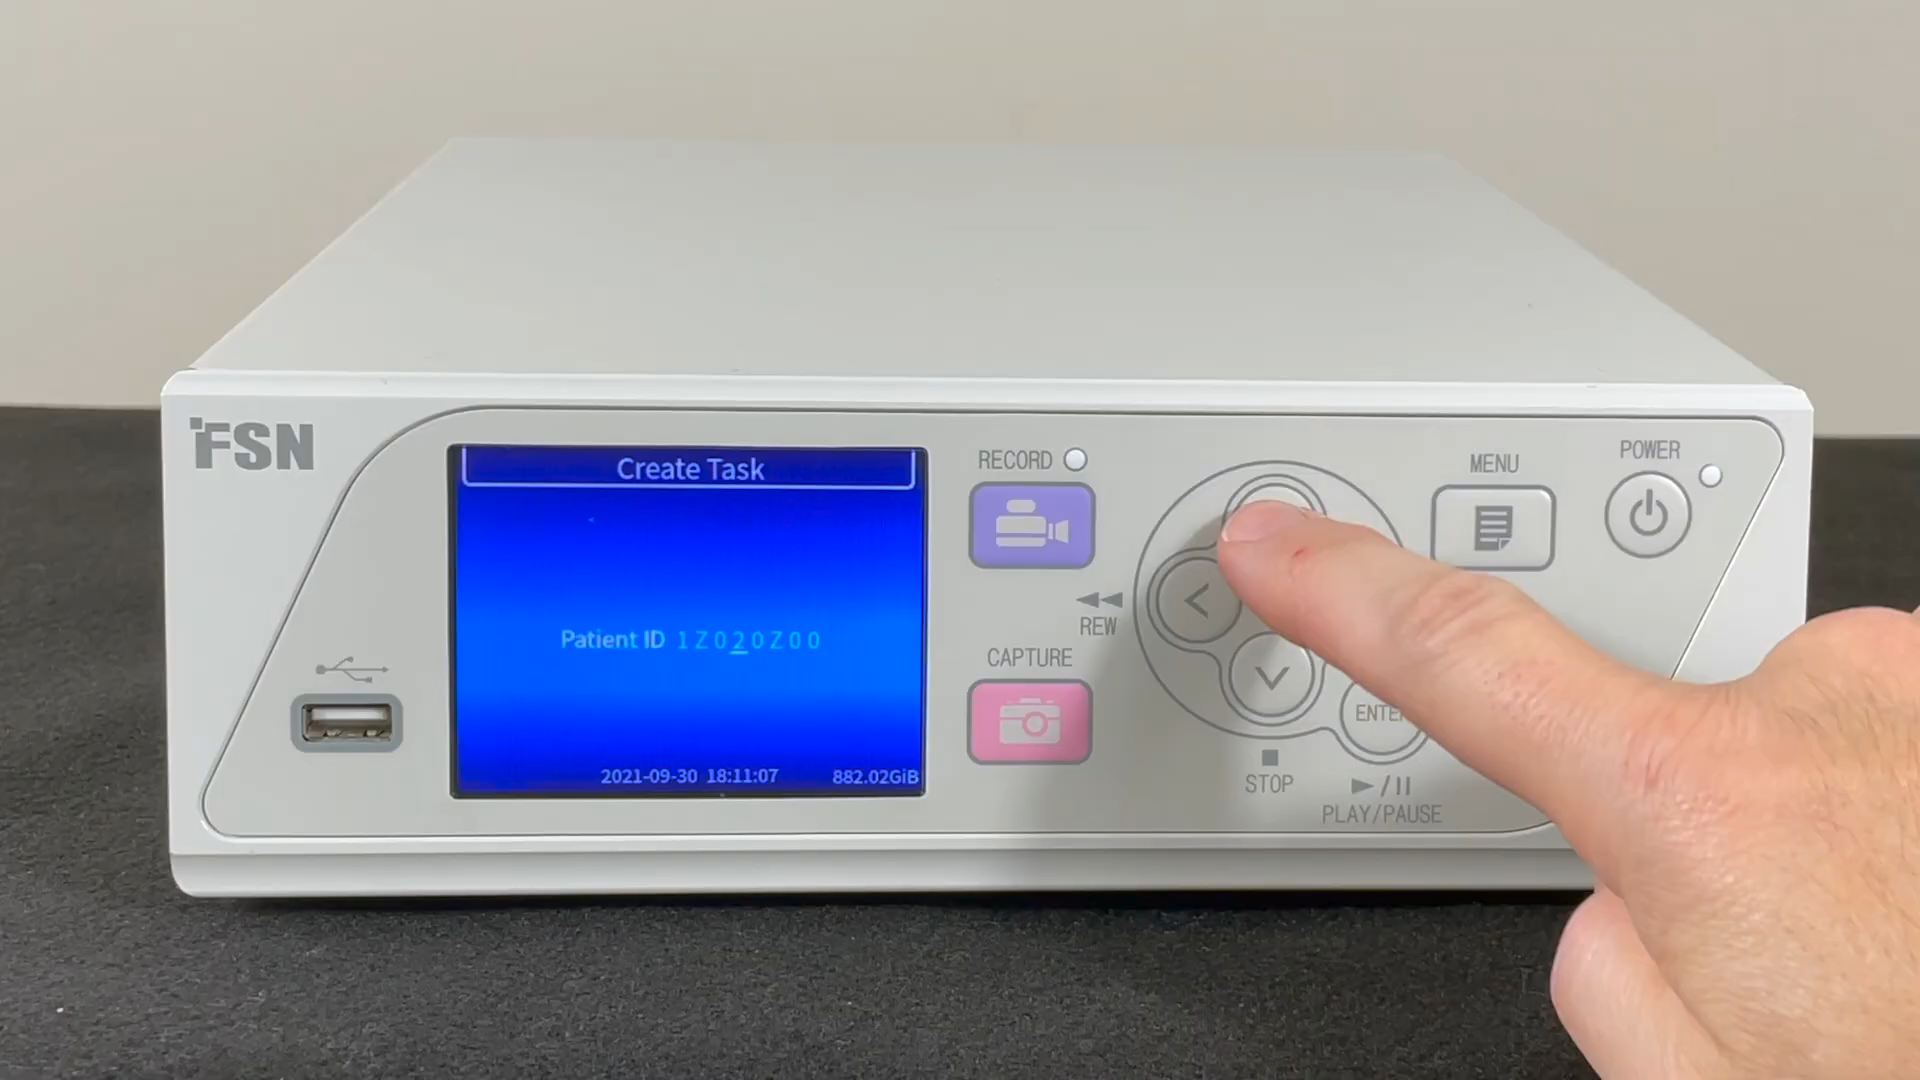 FSN
Create Task
Patient ID 1Z020Z00
2021-09-30 18:11:07 882.02GiB
RECORD
REW
CAPTURE
STOP
ENTER
PLAY/PAUSE
MENU
POWER